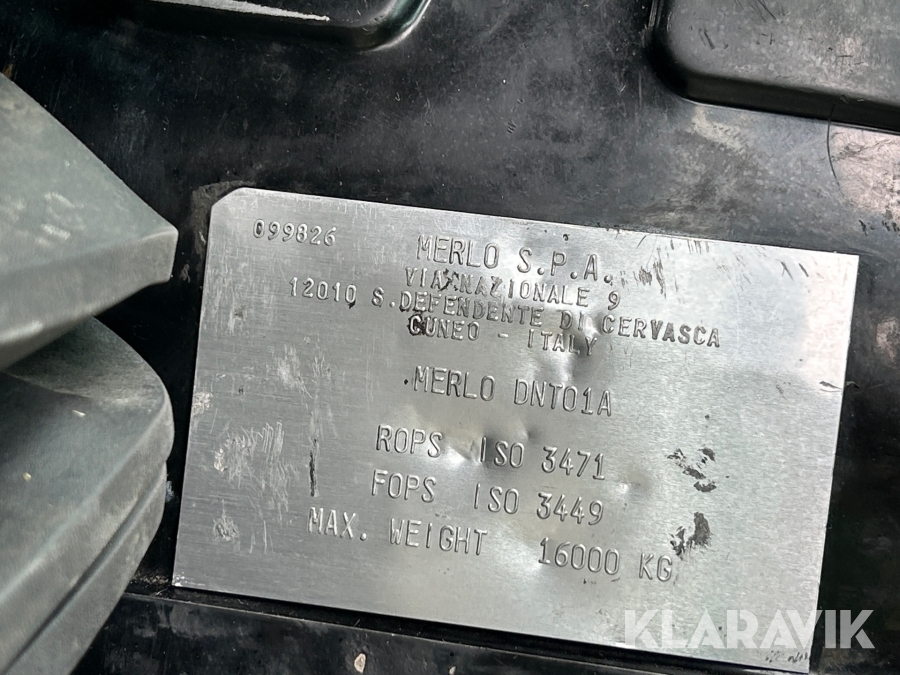 099826
MERLO S.P.A.
VIA NAZIONALE 9
12010 S.DEFENDENTE DI CERVASCA
CUNEO - ITALY
MERLO DNT01A
ROPS ISO 3471
FOPS ISO 3449
MAX. WEIGHT 16000 KG
KLARAVIK